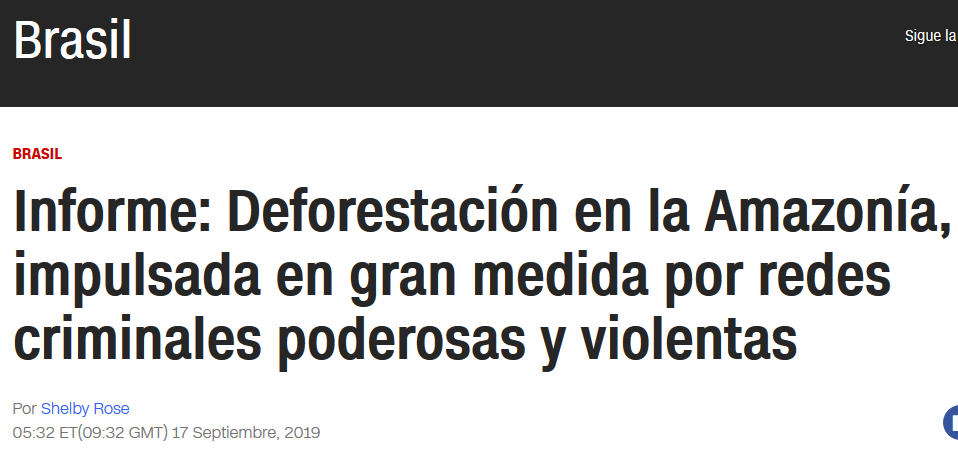 Brasil
Sigue la
BRASIL
Informe: Deforestación en la Amazonía,
impulsada en gran medida por redes
criminales poderosas y violentas
Por Shelby Rose
05:32 ET(09:32 GMT) 17 Septiembre, 2019